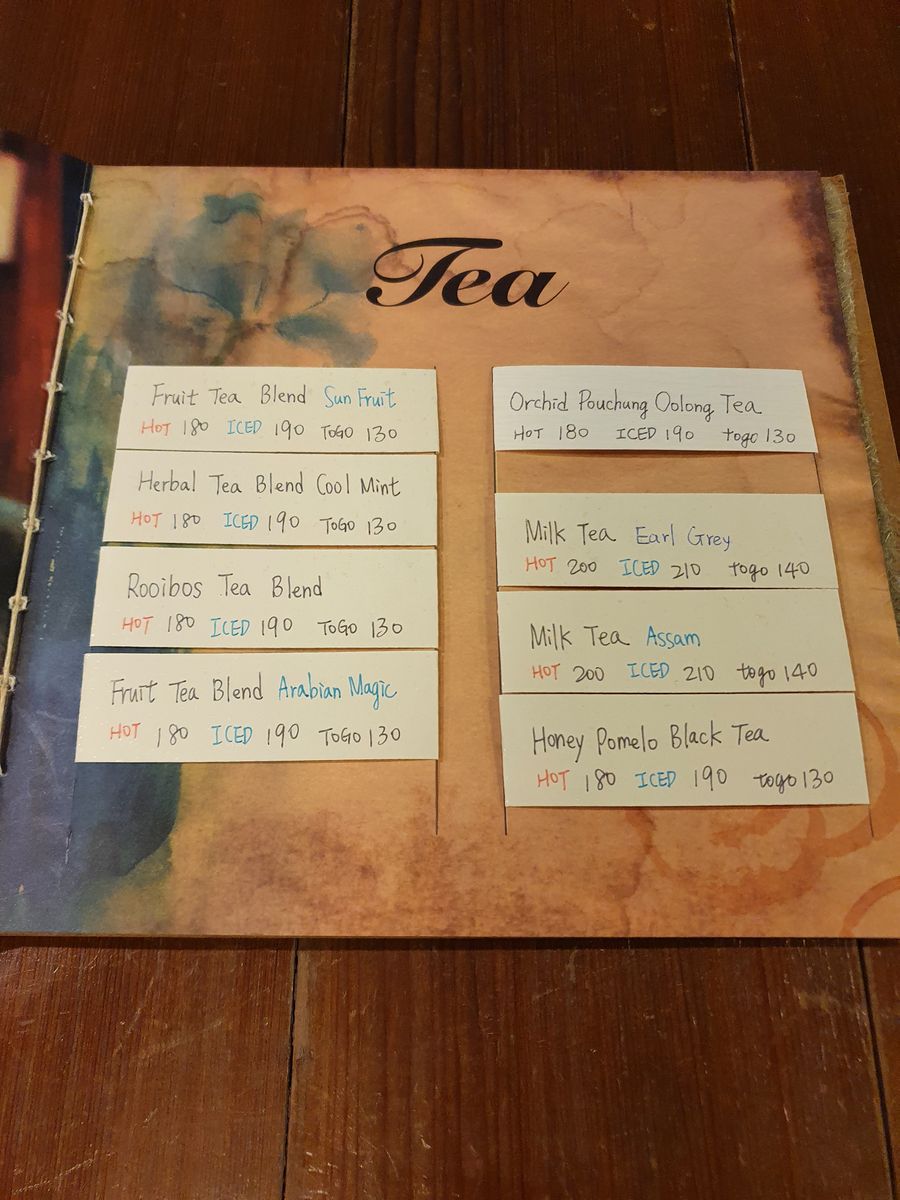 Tea
Fruit Tea Blend Sun Fruit
HOT 180 ICED 190 TOGO 130
Herbal Tea Blend Cool Mint
HOT 180 ICED 190 TOGO 130
Rooibos Tea Blend
HOT 180 ICED 190 TOGO 130
Fruit Tea Blend Arabian Magic
HOT 180 ICED 190 TOGO 130
Orchid Pouchung Oolong Tea
HOT 180 ICED 190 togo 130
Milk Tea Earl Grey
HOT 200 ICED 210 togo 140
Milk Tea Assam
HOT 200 ICED 210 togo 140
Honey Pomelo Black Tea
HOT 180 ICED 190 togo 130